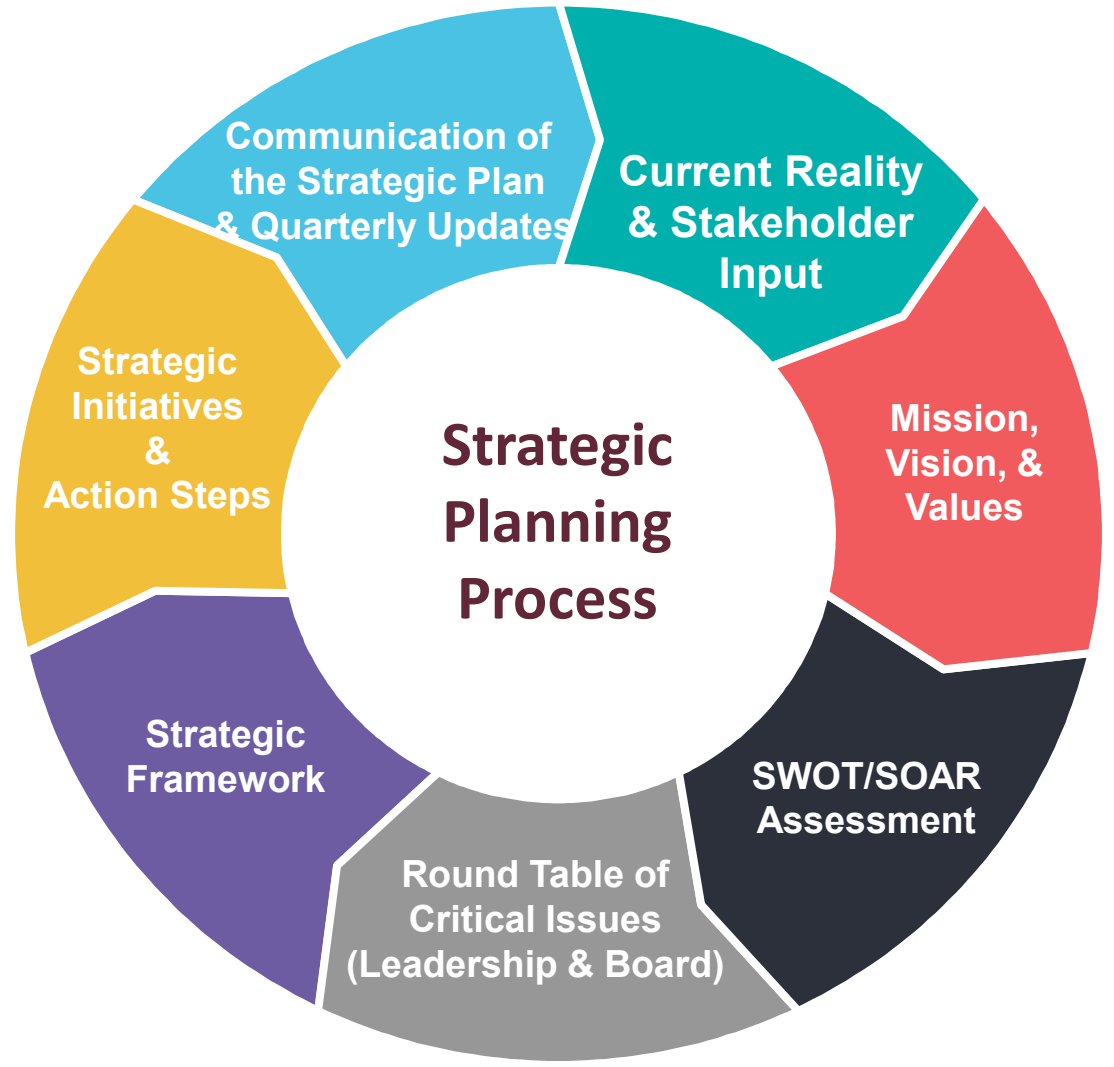 Strategic
Planning
Process
Current Reality
& Stakeholder
Input
Mission,
Vision, &
Values
SWOT/SOAR
Assessment
Round Table of
Critical Issues
(Leadership & Board)
Strategic
Framework
Strategic
Initiatives
&
Action Steps
Communication of
the Strategic Plan
& Quarterly Updates